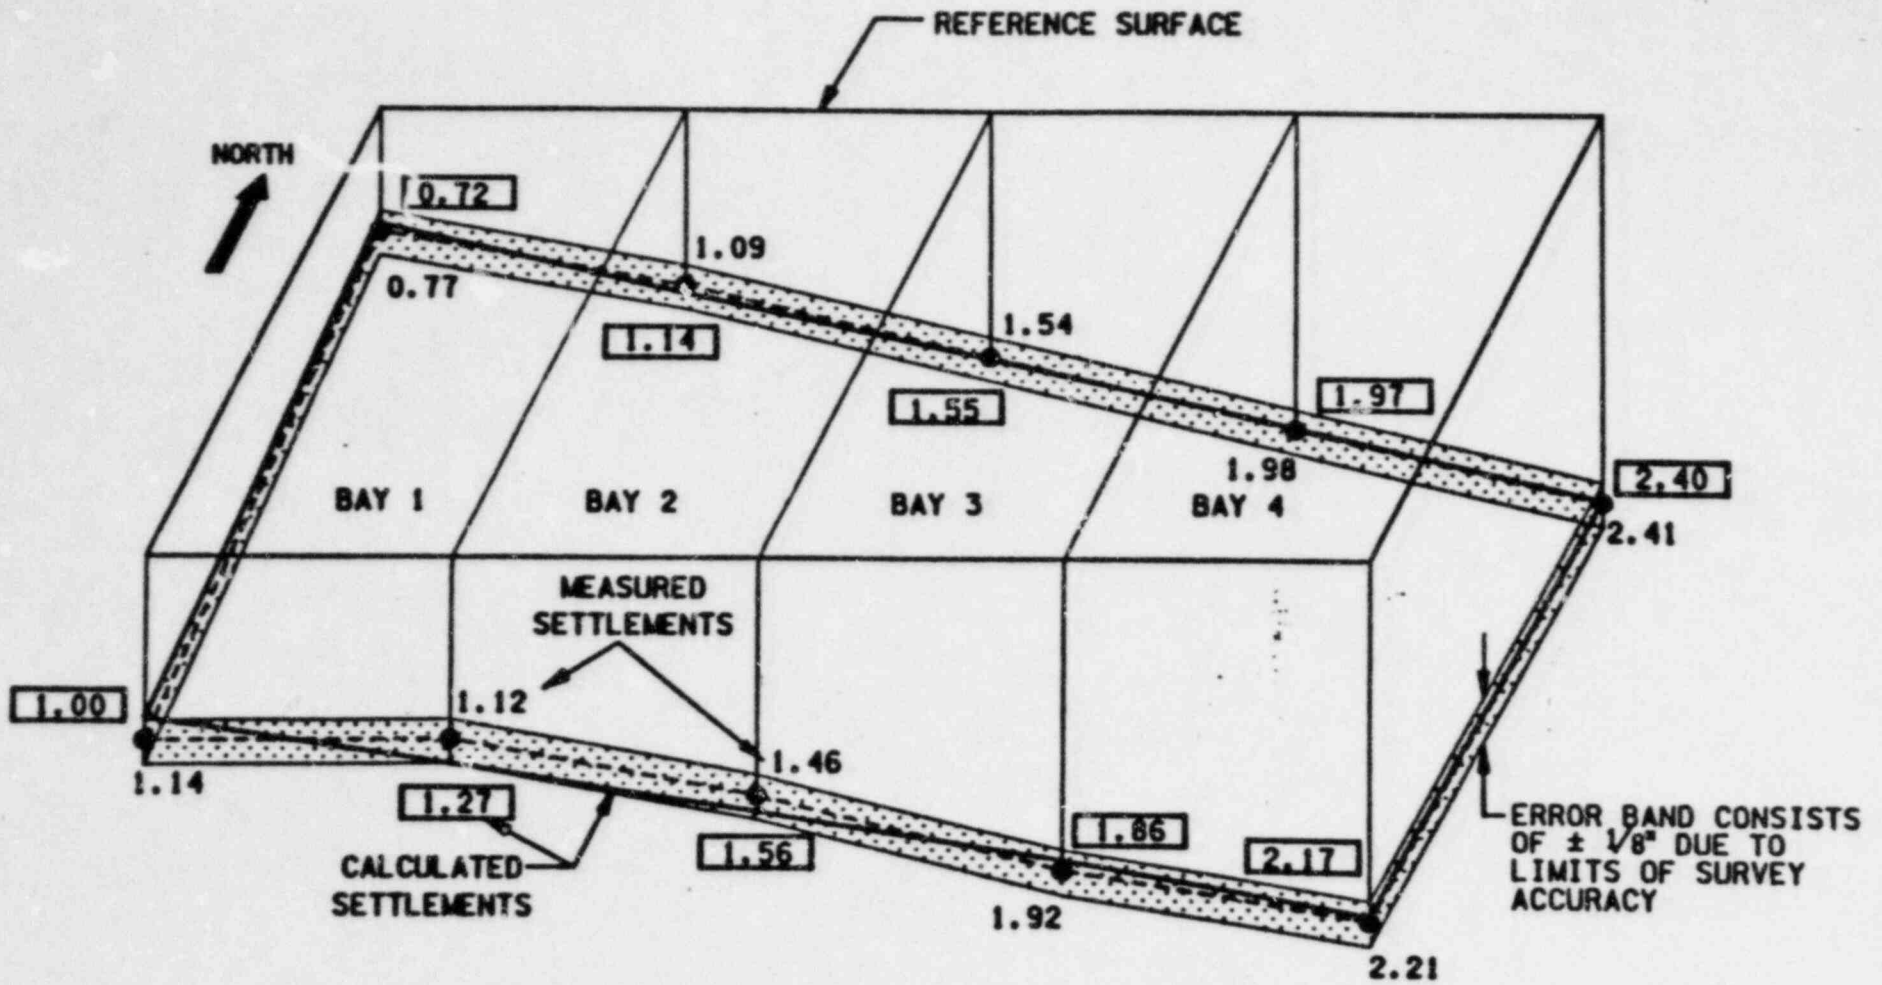 REFERENCE SURFACE
NORTH
0.72
1.09
0.77
1.14
1.54
1.55
1.97
1.98
2.40
2.41
BAY 1
BAY 2
BAY 3
BAY 4
MEASURED
SETTLEMENTS
1.00
1.12
1.14
1.46
1.27
1.56
1.86
2.17
CALCULATED
SETTLEMENTS
1.92
2.21
ERROR BAND CONSISTS
OF ± 1/8" DUE TO
LIMITS OF SURVEY
ACCURACY